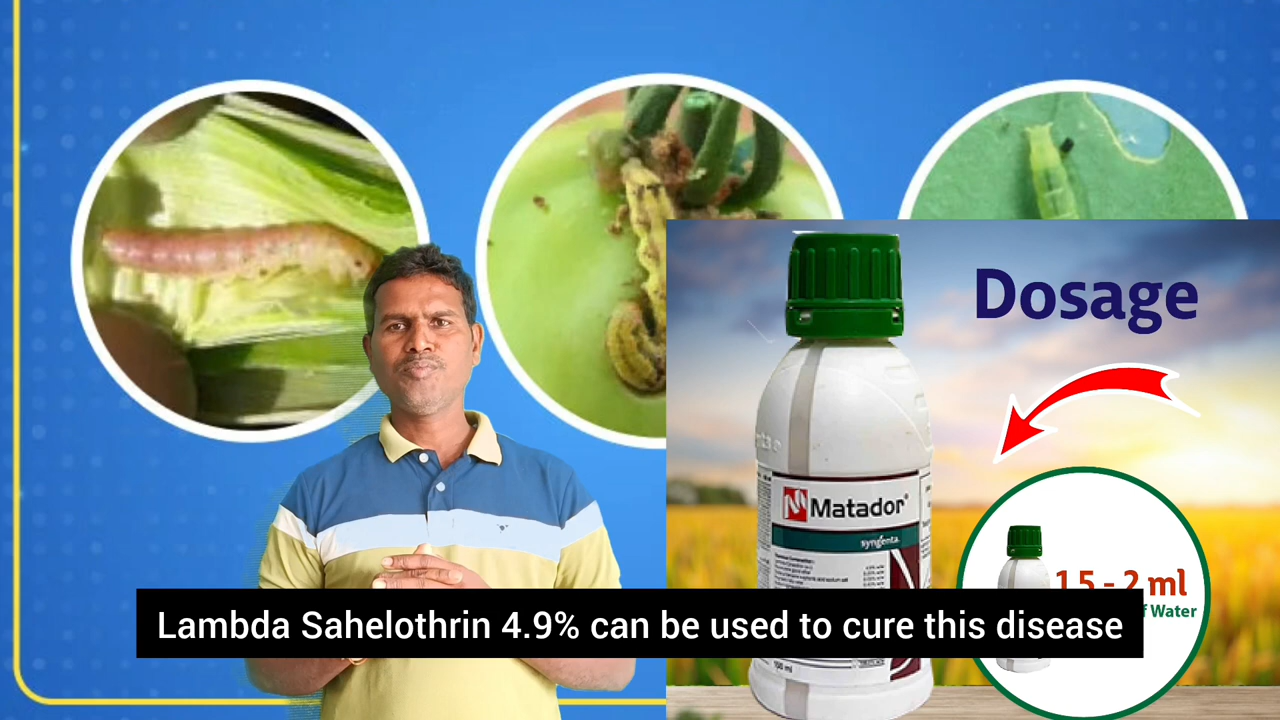 Dosage
Matador
syngenta
1.5 - 2 ml
f Water
Lambda Sahelothrin 4.9% can be used to cure this disease